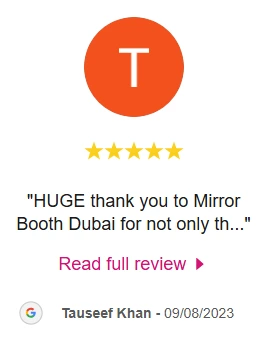 T
"HUGE thank you to Mirror
Booth Dubai for not only th..."
Read full review
G
Tauseef Khan - 09/08/2023